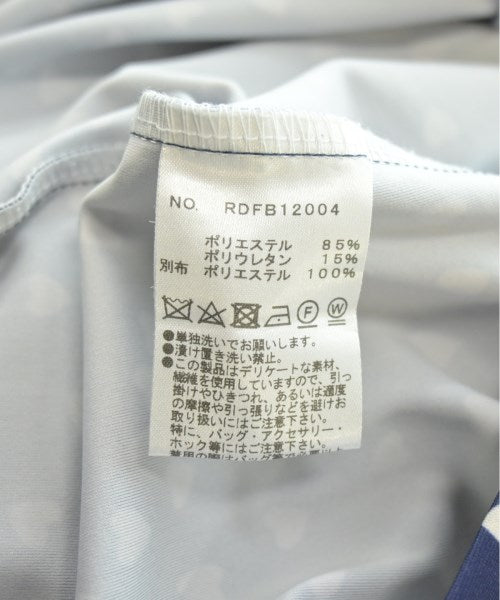 NO. RDFB12004
ポリエステル 85%
ポリウレタン 15%
別布 ポリエステル 100%
Ⓕ Ⓦ
●単独洗いでお願いします。
●漬け置き洗い禁止。
●この製品はデリケートな素材、
繊維を使用していますので、引っ
掛けやひきつれ、あるいは過度
の摩擦や引っ張りなどを避けお
取り扱いにはご注意下さい。
特に、バッグ・アクセサリー・
ホック等にはご注意下さい。